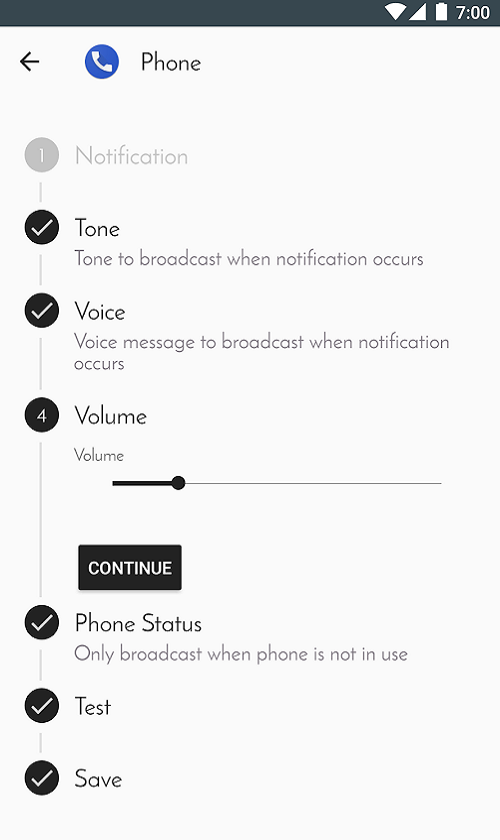 7:00
Phone
1
Notification
Tone
Tone to broadcast when notification occurs
Voice
Voice message to broadcast when notification
occurs
4
Volume
Volume
CONTINUE
Phone Status
Only broadcast when phone is not in use
Test
Save